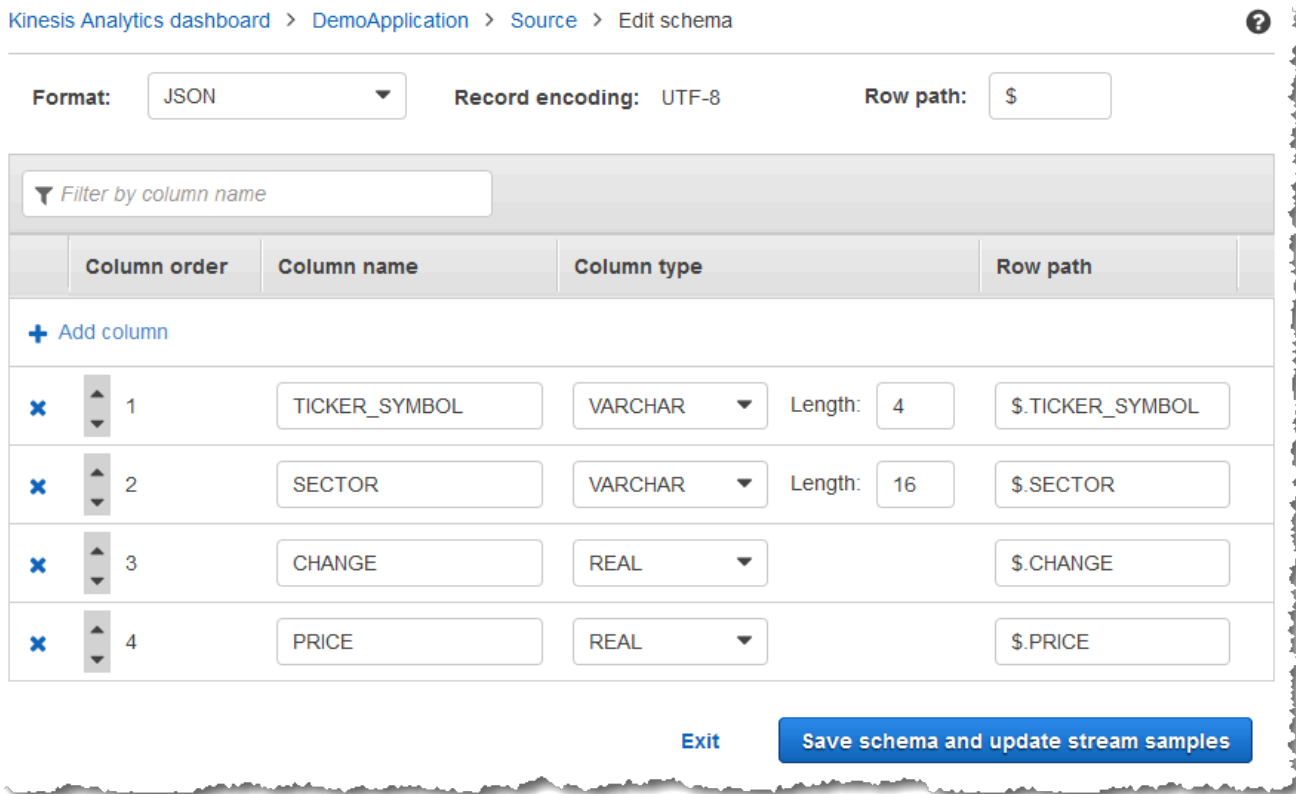 Kinesis Analytics dashboard > DemoApplication > Source > Edit schema ?
Format: JSON Record encoding: UTF-8 Row path: $
Filter by column name
Column order Column name Column type Row path
+ Add column
1 TICKER_SYMBOL VARCHAR Length: 4 $.TICKER_SYMBOL
2 SECTOR VARCHAR Length: 16 $.SECTOR
3 CHANGE REAL $.CHANGE
4 PRICE REAL $.PRICE
Exit Save schema and update stream samples